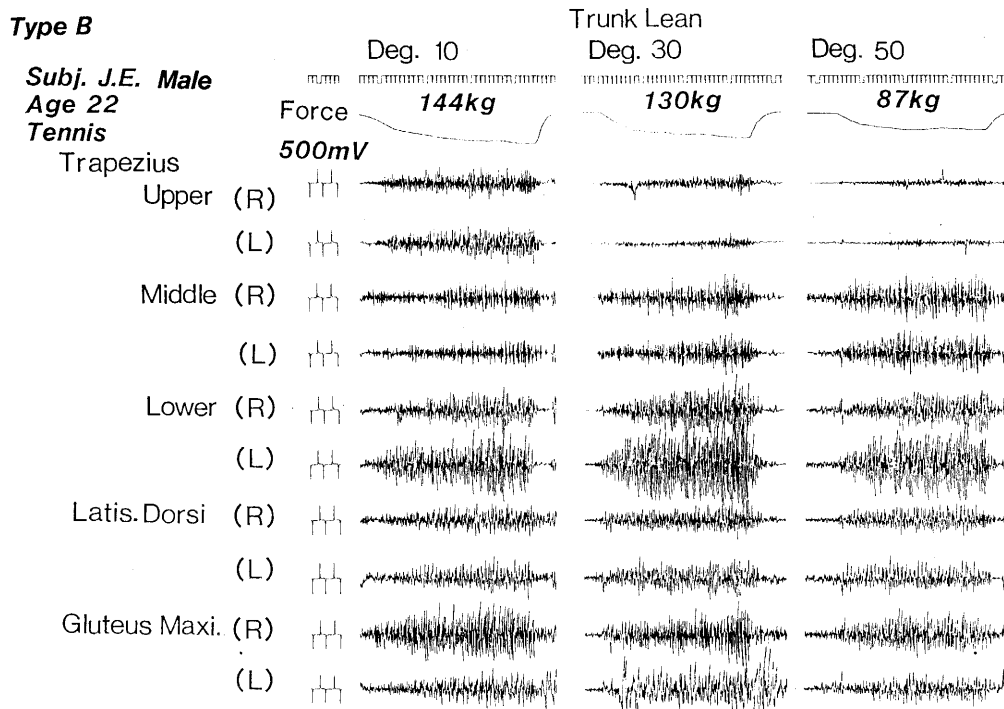 Type B
Trunk Lean
Deg. 10 Deg. 30 Deg. 50
Subj. J.E. Male
Age 22
Tennis
Force 144kg 130kg 87kg
500mV
Trapezius
Upper (R)
(L)
Middle (R)
(L)
Lower (R)
(L)
Latis.Dorsi (R)
(L)
Gluteus Maxi. (R)
(L)